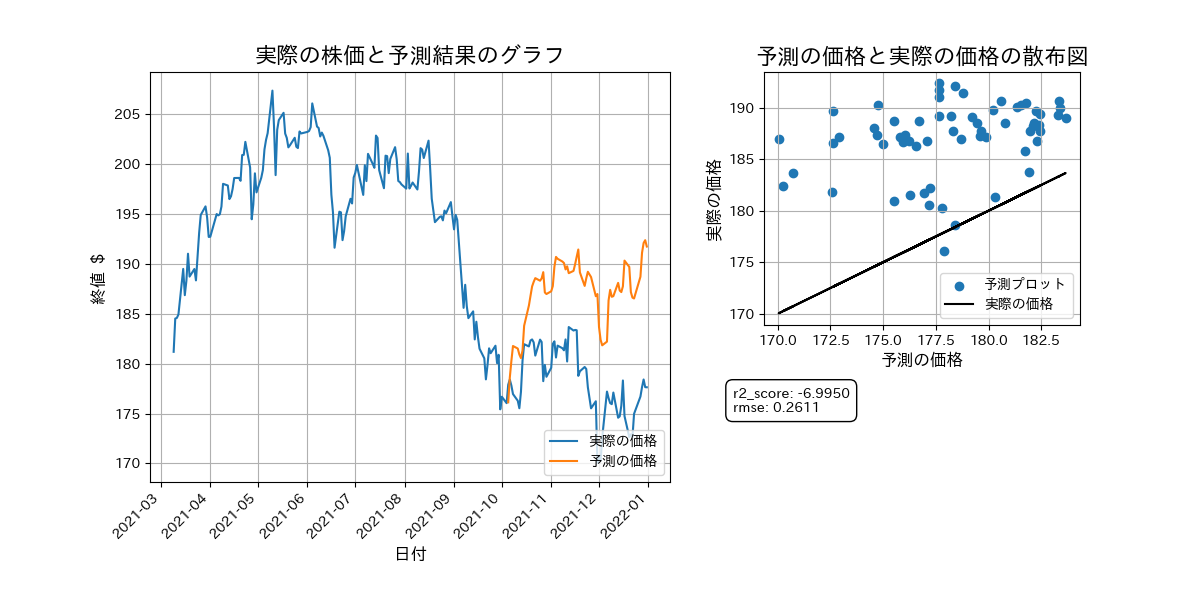 実際の株価と予測結果のグラフ
終値 $
205
200
195
190
185
180
175
170
2021-03
2021-04
2021-05
2021-06
2021-07
2021-08
2021-09
2021-10
2021-11
2021-12
2022-01
日付
実際の価格
予測の価格
予測の価格と実際の価格の散布図
実際の価格
190
185
180
175
170
170.0
172.5
175.0
177.5
180.0
182.5
予測の価格
予測プロット
実際の価格
r2_score: -6.9950
rmse: 0.2611